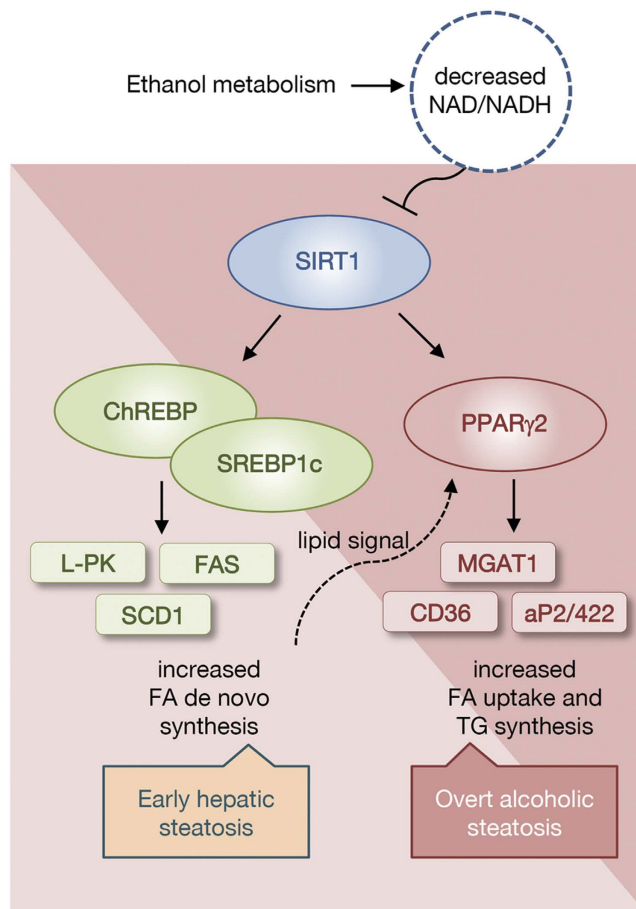 Ethanol metabolism
decreased
NAD/NADH
SIRT1
ChREBP
SREBP1c
PPARγ2
lipid signal
L-PK
FAS
SCD1
MGAT1
CD36
aP2/422
increased
FA de novo
synthesis
increased
FA uptake and
TG synthesis
Early hepatic
steatosis
Overt alcoholic
steatosis